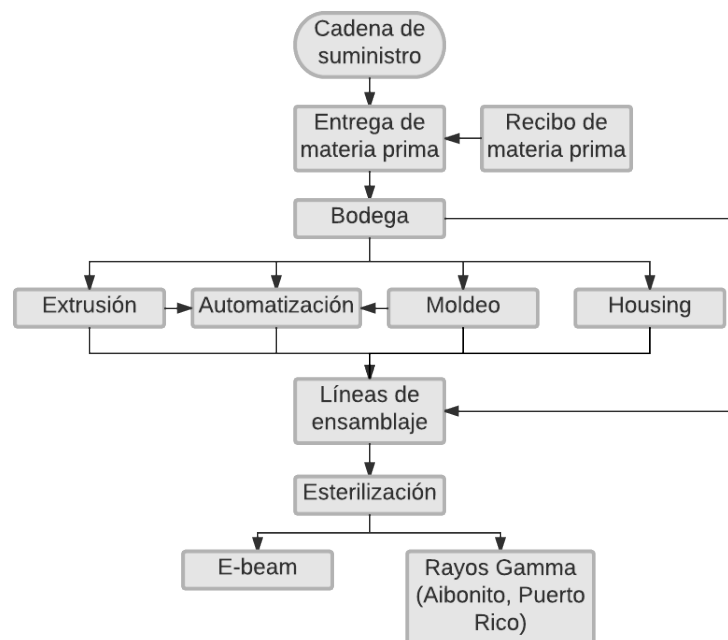 Cadena de
suministro
Entrega de
materia prima
Recibo de
materia prima
Bodega
Extrusión
Automatización
Moldeo
Housing
Líneas de
ensamblaje
Esterilización
E-beam
Rayos Gamma
(Aibonito, Puerto
Rico)